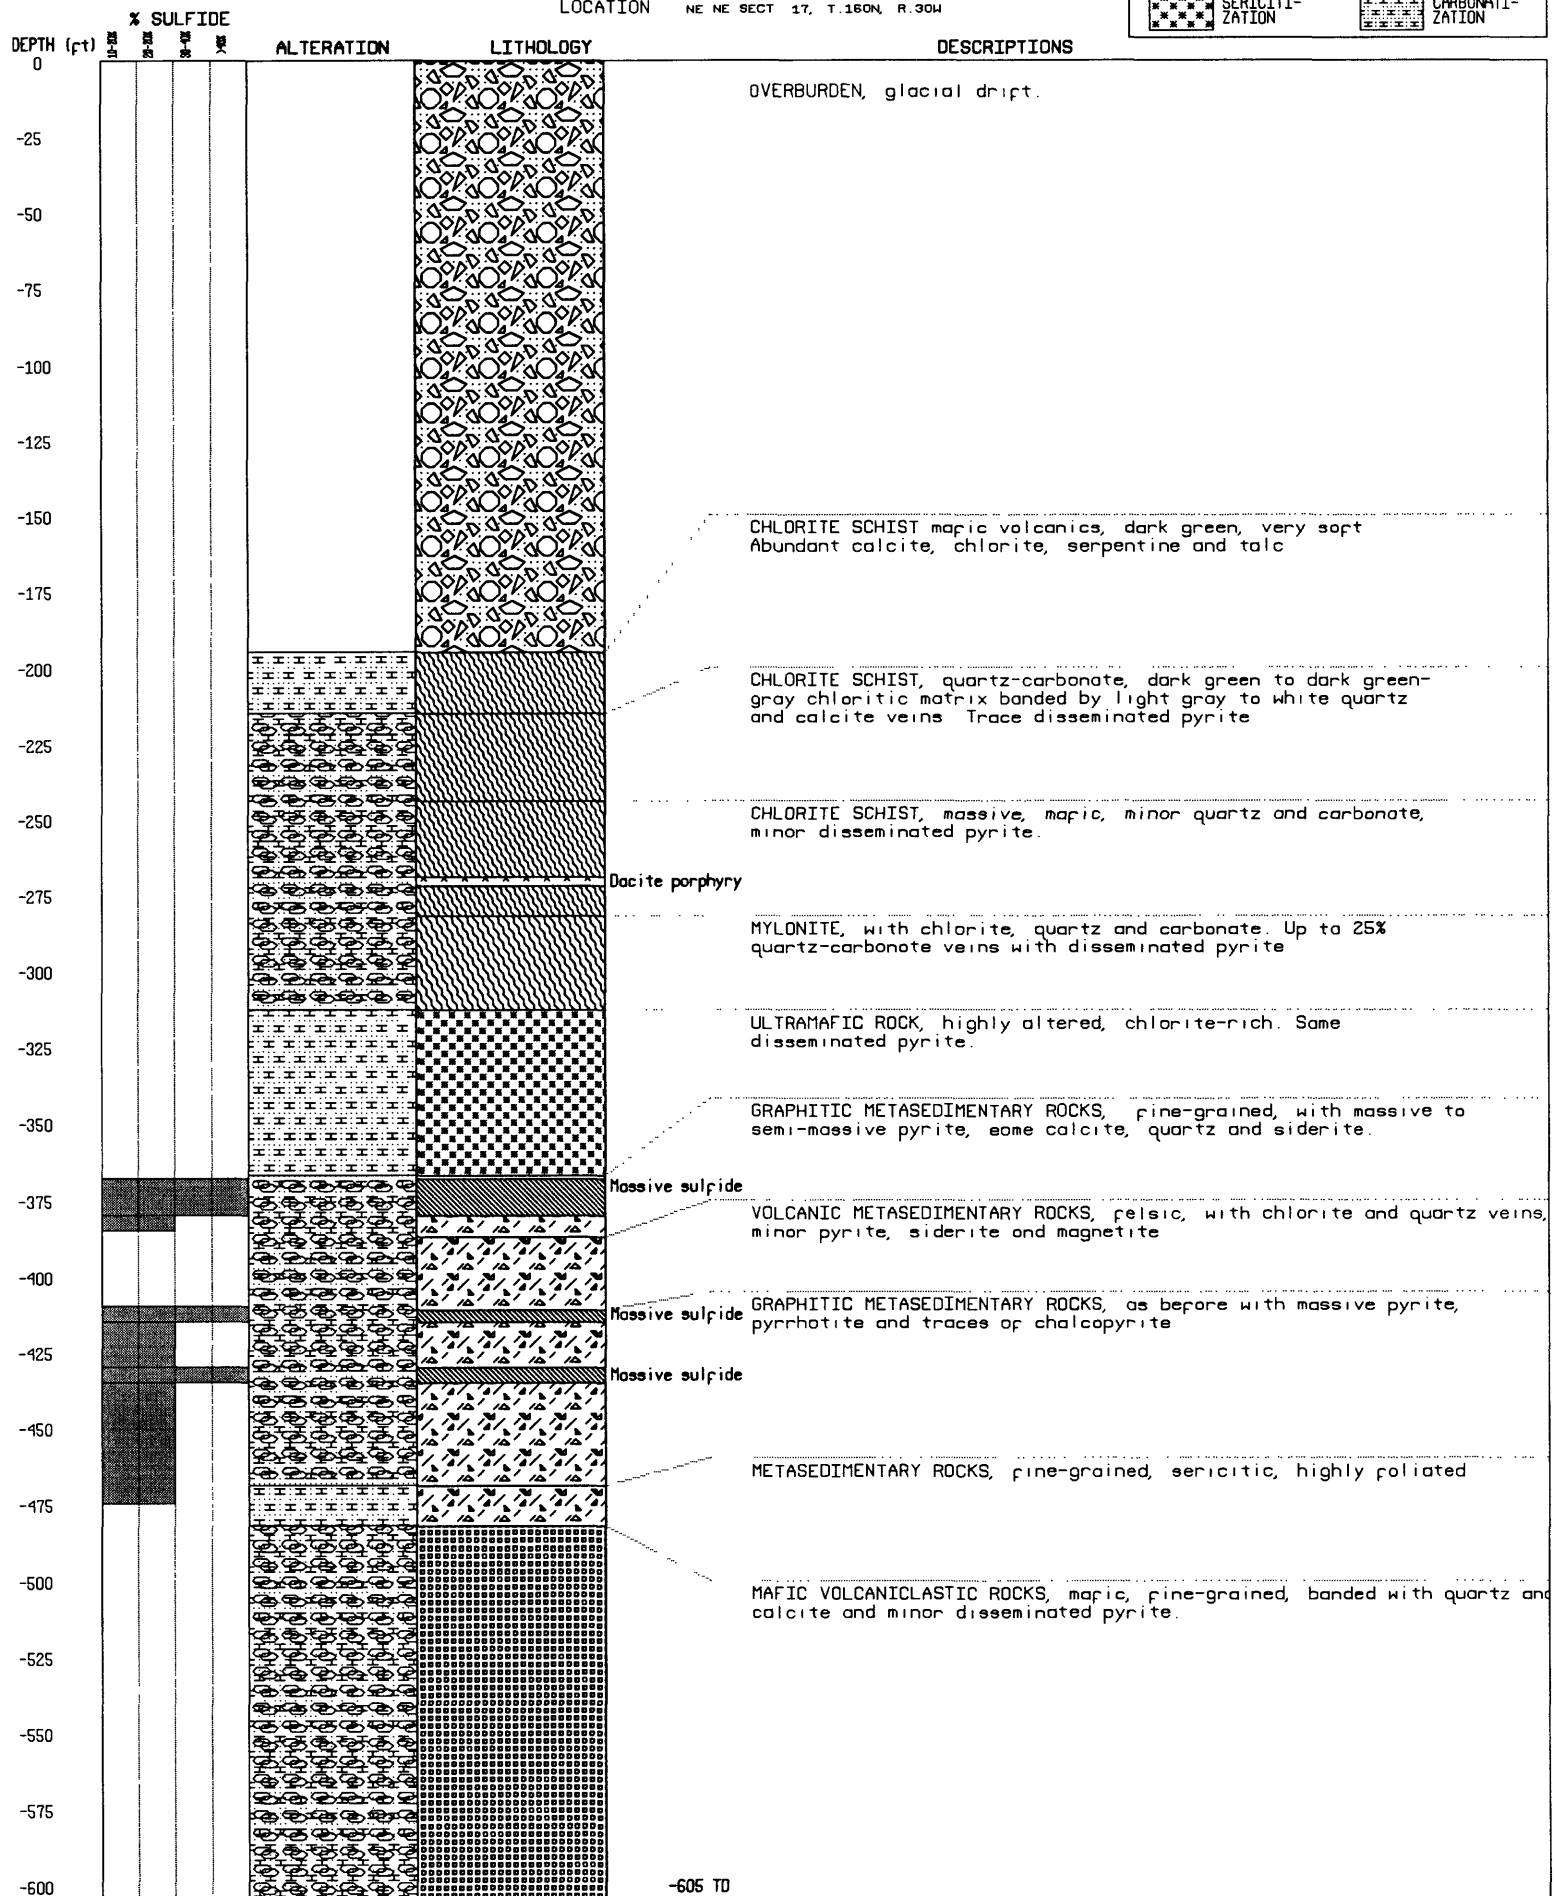 LOCATION NE NE SECT 17, T.160N, R.30W
SERICITI-
ZATION
CARBONATI-
ZATION
% SULFIDE
DEPTH (ft)
ALTERATION
LITHOLOGY
DESCRIPTIONS
0
OVERBURDEN, glacial drift.
-25
-50
-75
-100
-125
-150
CHLORITE SCHIST mafic volcanics, dark green, very soft
Abundant calcite, chlorite, serpentine and talc
-175
-200
CHLORITE SCHIST, quartz-carbonate, dark green to dark green-
gray chloritic matrix banded by light gray to white quartz
and calcite veins Trace disseminated pyrite
-225
-250
CHLORITE SCHIST, massive, mafic, minor quartz and carbonate,
minor disseminated pyrite.
Dacite porphyry
-275
MYLONITE, with chlorite, quartz and carbonate. Up to 25%
quartz-carbonote veins with disseminated pyrite
-300
ULTRAMAFIC ROCK, highly altered, chlorite-rich. Some
disseminated pyrite.
-325
GRAPHITIC METASEDIMENTARY ROCKS, fine-grained, with massive to
semi-massive pyrite, some calcite, quartz and siderite.
-350
Massive sulfide
-375
VOLCANIC METASEDIMENTARY ROCKS, felsic, with chlorite and quartz veins,
minor pyrite, siderite and magnetite
-400
GRAPHITIC METASEDIMENTARY ROCKS, as before with massive pyrite,
pyrrhotite and traces of chalcopyrite
Massive sulfide
-425
Massive sulfide
-450
METASEDIMENTARY ROCKS, fine-grained, sericitic, highly foliated
-475
-500
MAFIC VOLCANICLASTIC ROCKS, mafic, fine-grained, banded with quartz and
calcite and minor disseminated pyrite.
-525
-550
-575
-600
-605 TD